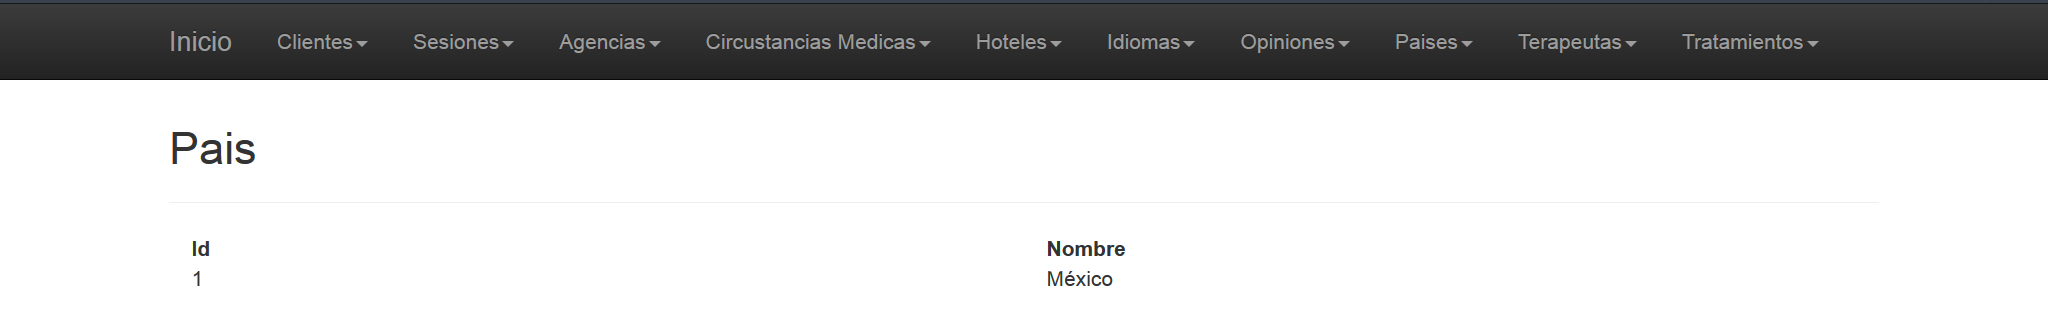 Inicio Clientes Sesiones Agencias Circustancias Medicas Hoteles Idiomas Opiniones Paises Terapeutas Tratamientos
Pais
Id Nombre
1 México